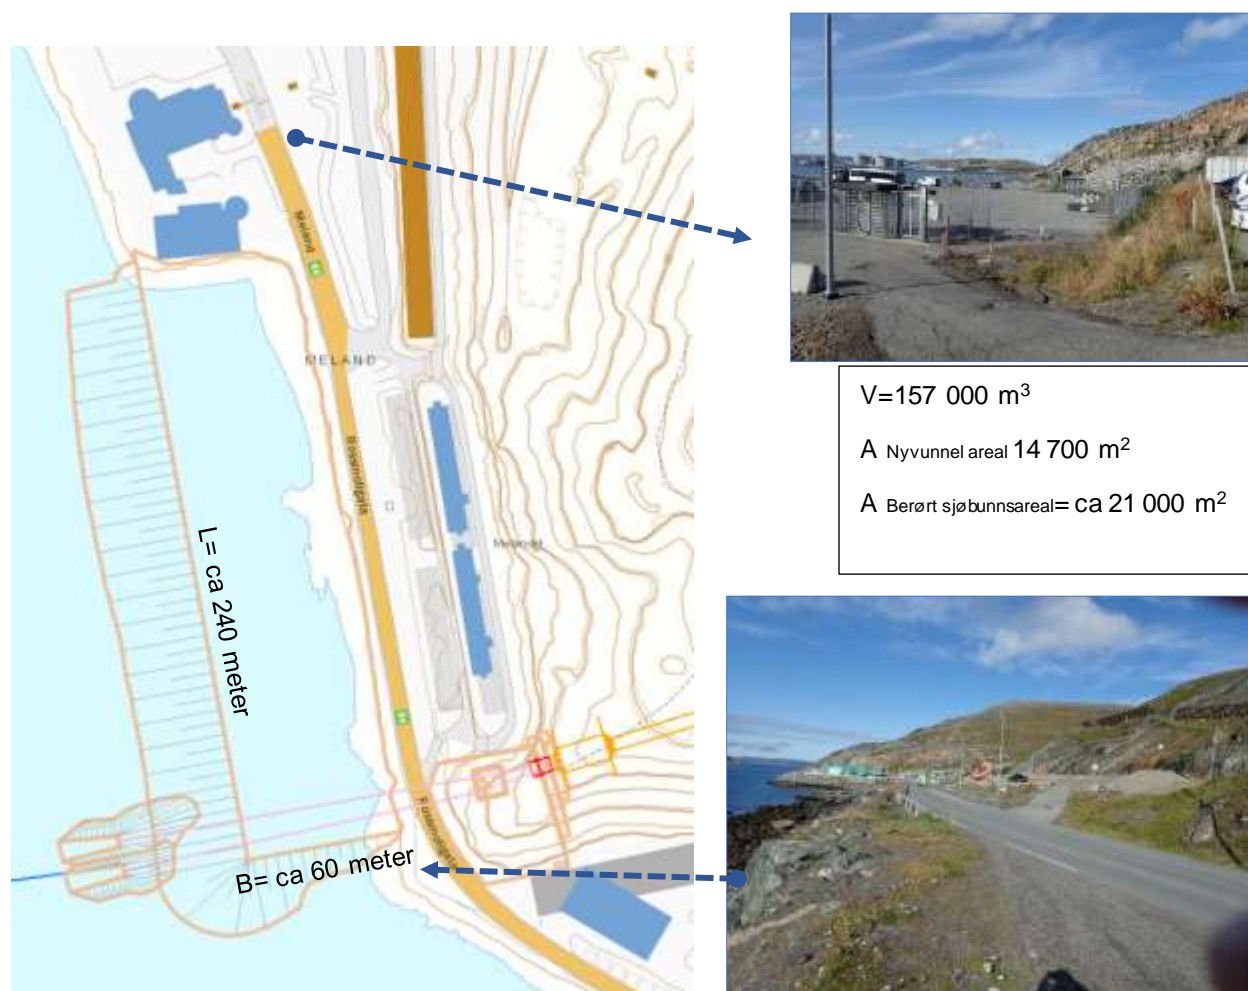 Meland
MELAND
L= ca 240 meter
B= ca 60 meter
V=157 000 m³
A Nyvunnel areal 14 700 m²
A Berørt sjøbunnsareal= ca 21 000 m²